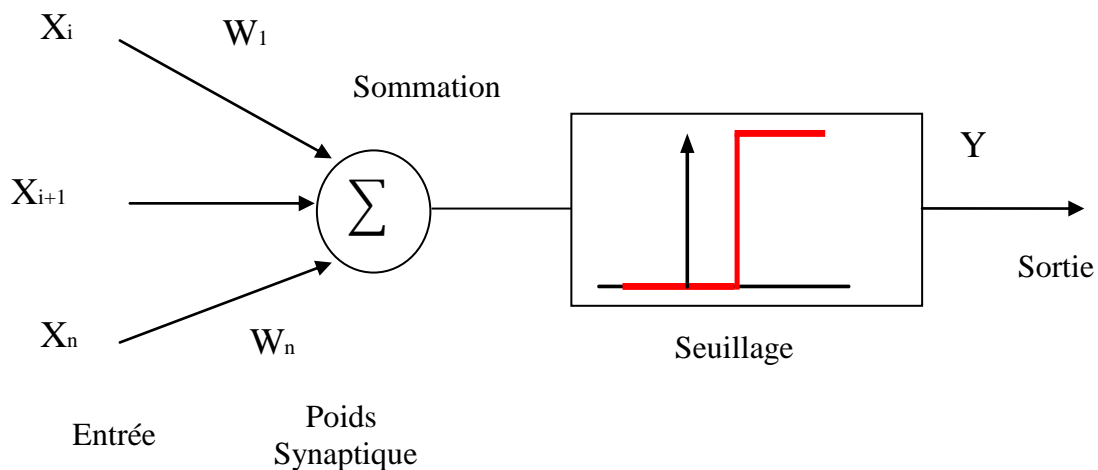 Xi
W1
Sommation
Xi+1
∑
Y
Sortie
Xn
Wn
Seuillage
Entrée
Poids
Synaptique